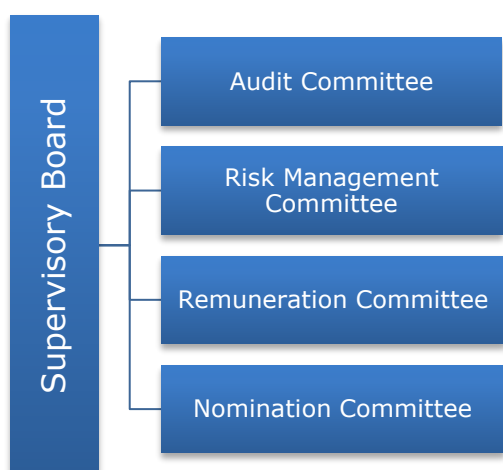 Supervisory Board
Audit Committee
Risk Management
Committee
Remuneration Committee
Nomination Committee